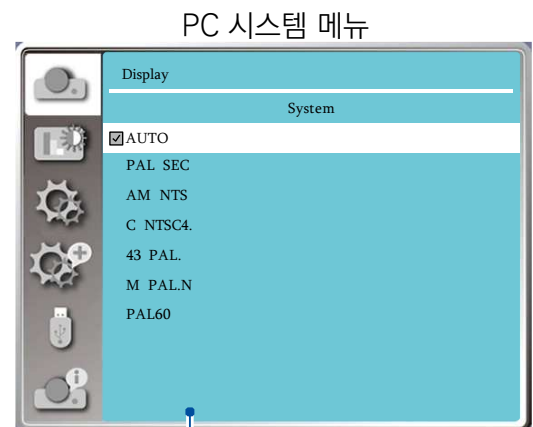 PC 시스템 메뉴
Display
System
AUTO
PAL SEC
AM NTS
C NTSC4.
43 PAL.
M PAL.N
PAL60